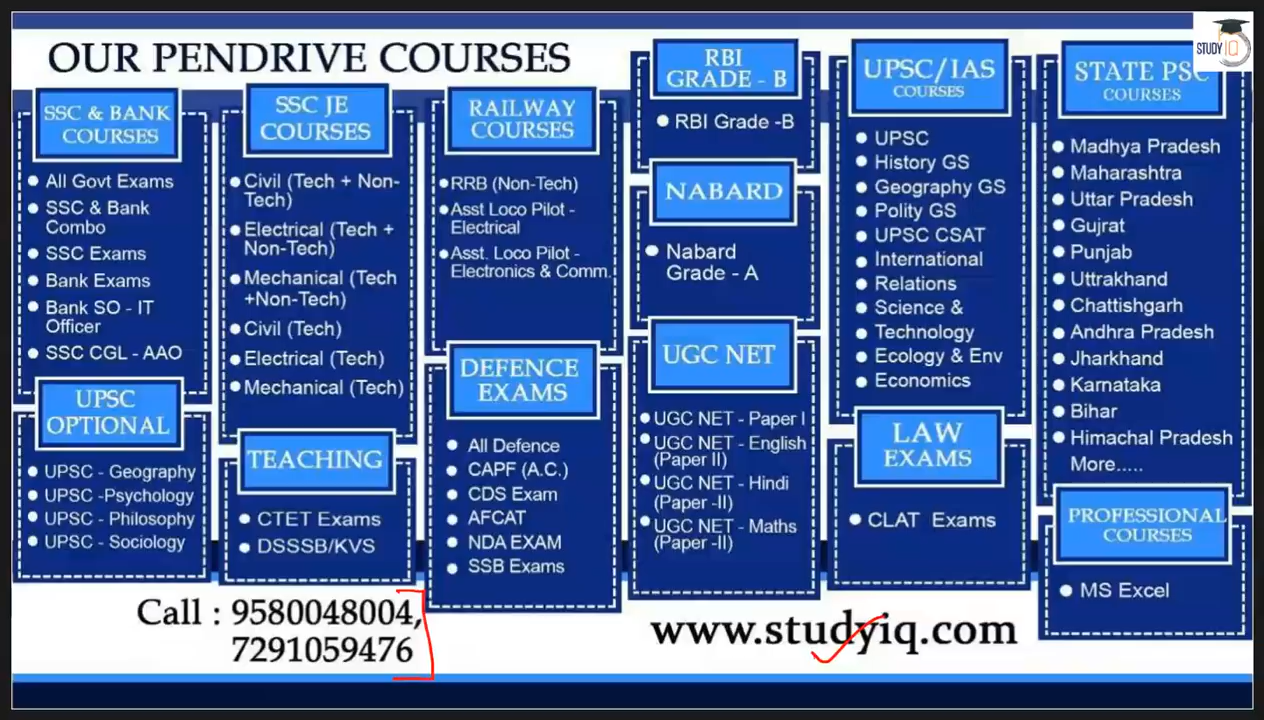 OUR PENDRIVE COURSES
SSC & BANK
COURSES
All Govt Exams
SSC & Bank
Combo
SSC Exams
Bank Exams
Bank SO - IT
Officer
SSC CGL - AAO
UPSC
OPTIONAL
UPSC - Geography
UPSC -Psychology
UPSC - Philosophy
UPSC - Sociology
SSC JE
COURSES
Civil (Tech + Non-
Tech)
Electrical (Tech +
Non-Tech)
Mechanical (Tech
+Non-Tech)
Civil (Tech)
Electrical (Tech)
Mechanical (Tech)
TEACHING
CTET Exams
DSSSB/KVS
RAILWAY
COURSES
RRB (Non-Tech)
Asst Loco Pilot -
Electrical
Asst. Loco Pilot -
Electronics & Comm.
DEFENCE
EXAMS
All Defence
CAPF (A.C.)
CDS Exam
AFCAT
NDA EXAM
SSB Exams
RBI
GRADE - B
RBI Grade -B
NABARD
Nabard
Grade - A
UGC NET
UGC NET - Paper I
UGC NET - English
(Paper II)
UGC NET - Hindi
(Paper -II)
UGC NET - Maths
(Paper -II)
UPSC/IAS
COURSES
UPSC
History GS
Geography GS
Polity GS
UPSC CSAT
International
Relations
Science &
Technology
Ecology & Env
Economics
LAW
EXAMS
CLAT Exams
STATE PSC
COURSES
Madhya Pradesh
Maharashtra
Uttar Pradesh
Gujrat
Punjab
Uttrakhand
Chattishgarh
Andhra Pradesh
Jharkhand
Karnataka
Bihar
Himachal Pradesh
More.....
PROFESSIONAL
COURSES
MS Excel
STUDY IQ
Call : 9580048004,
7291059476
www.studyiq.com